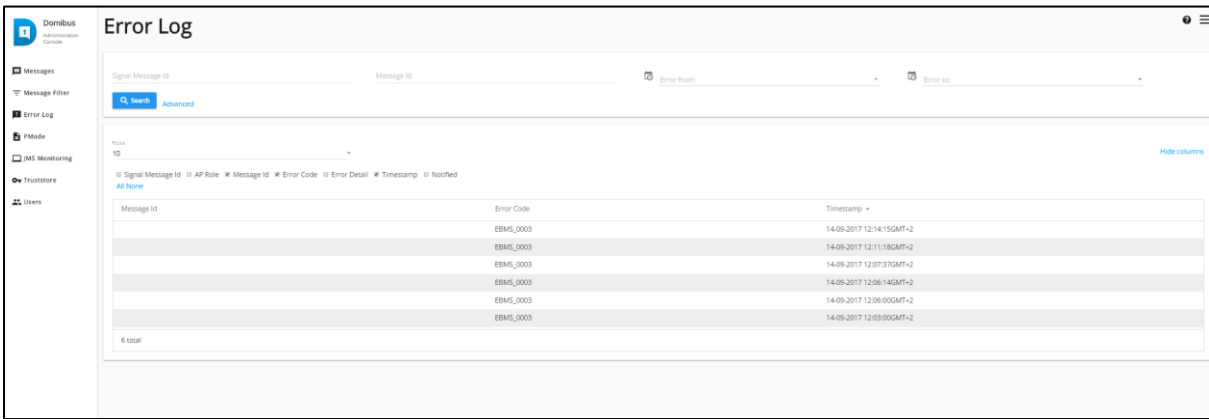 Domibus
Administration
Console
Error Log
Messages
Message Filter
Error Log
PMode
JMS Monitoring
Truststore
Users
Signal Message Id
Message Id
Error from:
Error to:
Search
Advanced
Rows
10
Hide columns
Signal Message Id AP Role Message Id Error Code Error Detail Timestamp Notified
All None
Message Id Error Code Timestamp
EBMS_0003 14-09-2017 12:14:15GMT+2
EBMS_0003 14-09-2017 12:11:18GMT+2
EBMS_0003 14-09-2017 12:07:37GMT+2
EBMS_0003 14-09-2017 12:06:14GMT+2
EBMS_0003 14-09-2017 12:06:00GMT+2
EBMS_0003 14-09-2017 12:03:00GMT+2
6 total